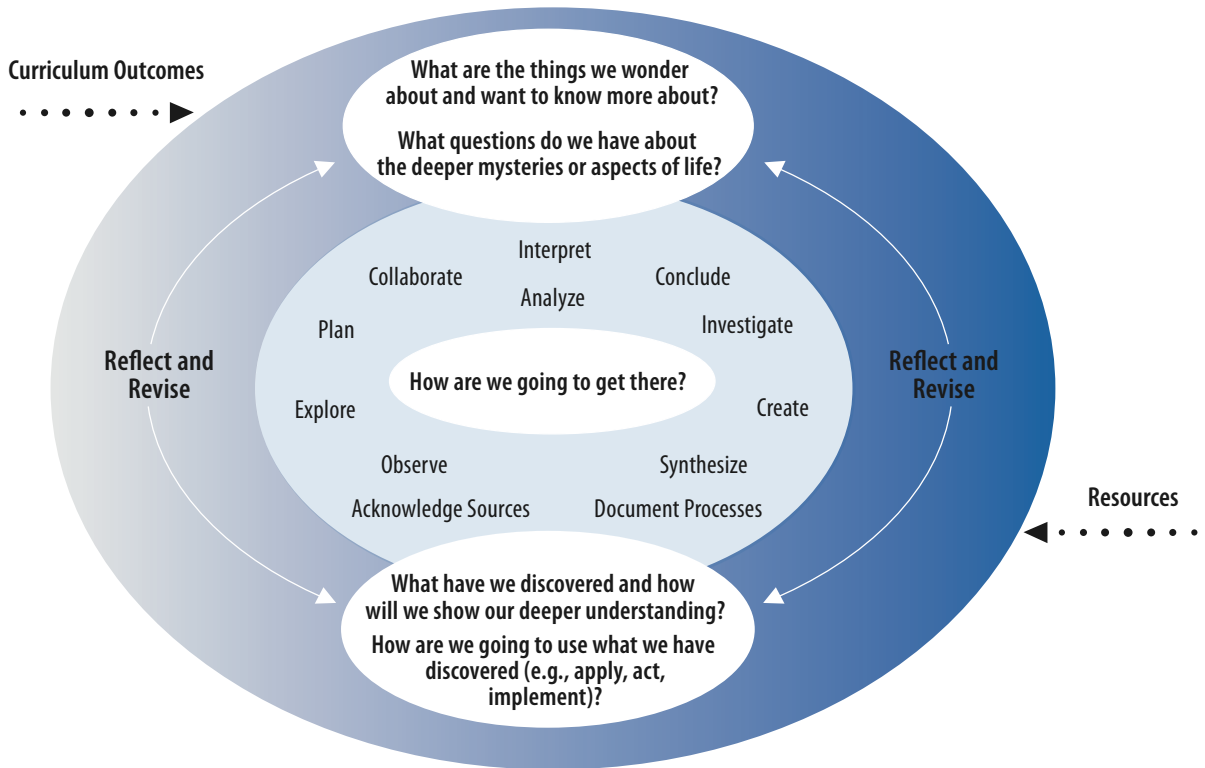 Curriculum Outcomes
What are the things we wonder
about and want to know more about?
What questions do we have about
the deeper mysteries or aspects of life?
Interpret
Collaborate
Conclude
Analyze
Plan
Investigate
Reflect and
Revise
How are we going to get there?
Reflect and
Revise
Explore
Create
Observe
Synthesize
Acknowledge Sources
Document Processes
Resources
What have we discovered and how
will we show our deeper understanding?
How are we going to use what we have
discovered (e.g., apply, act,
implement)?